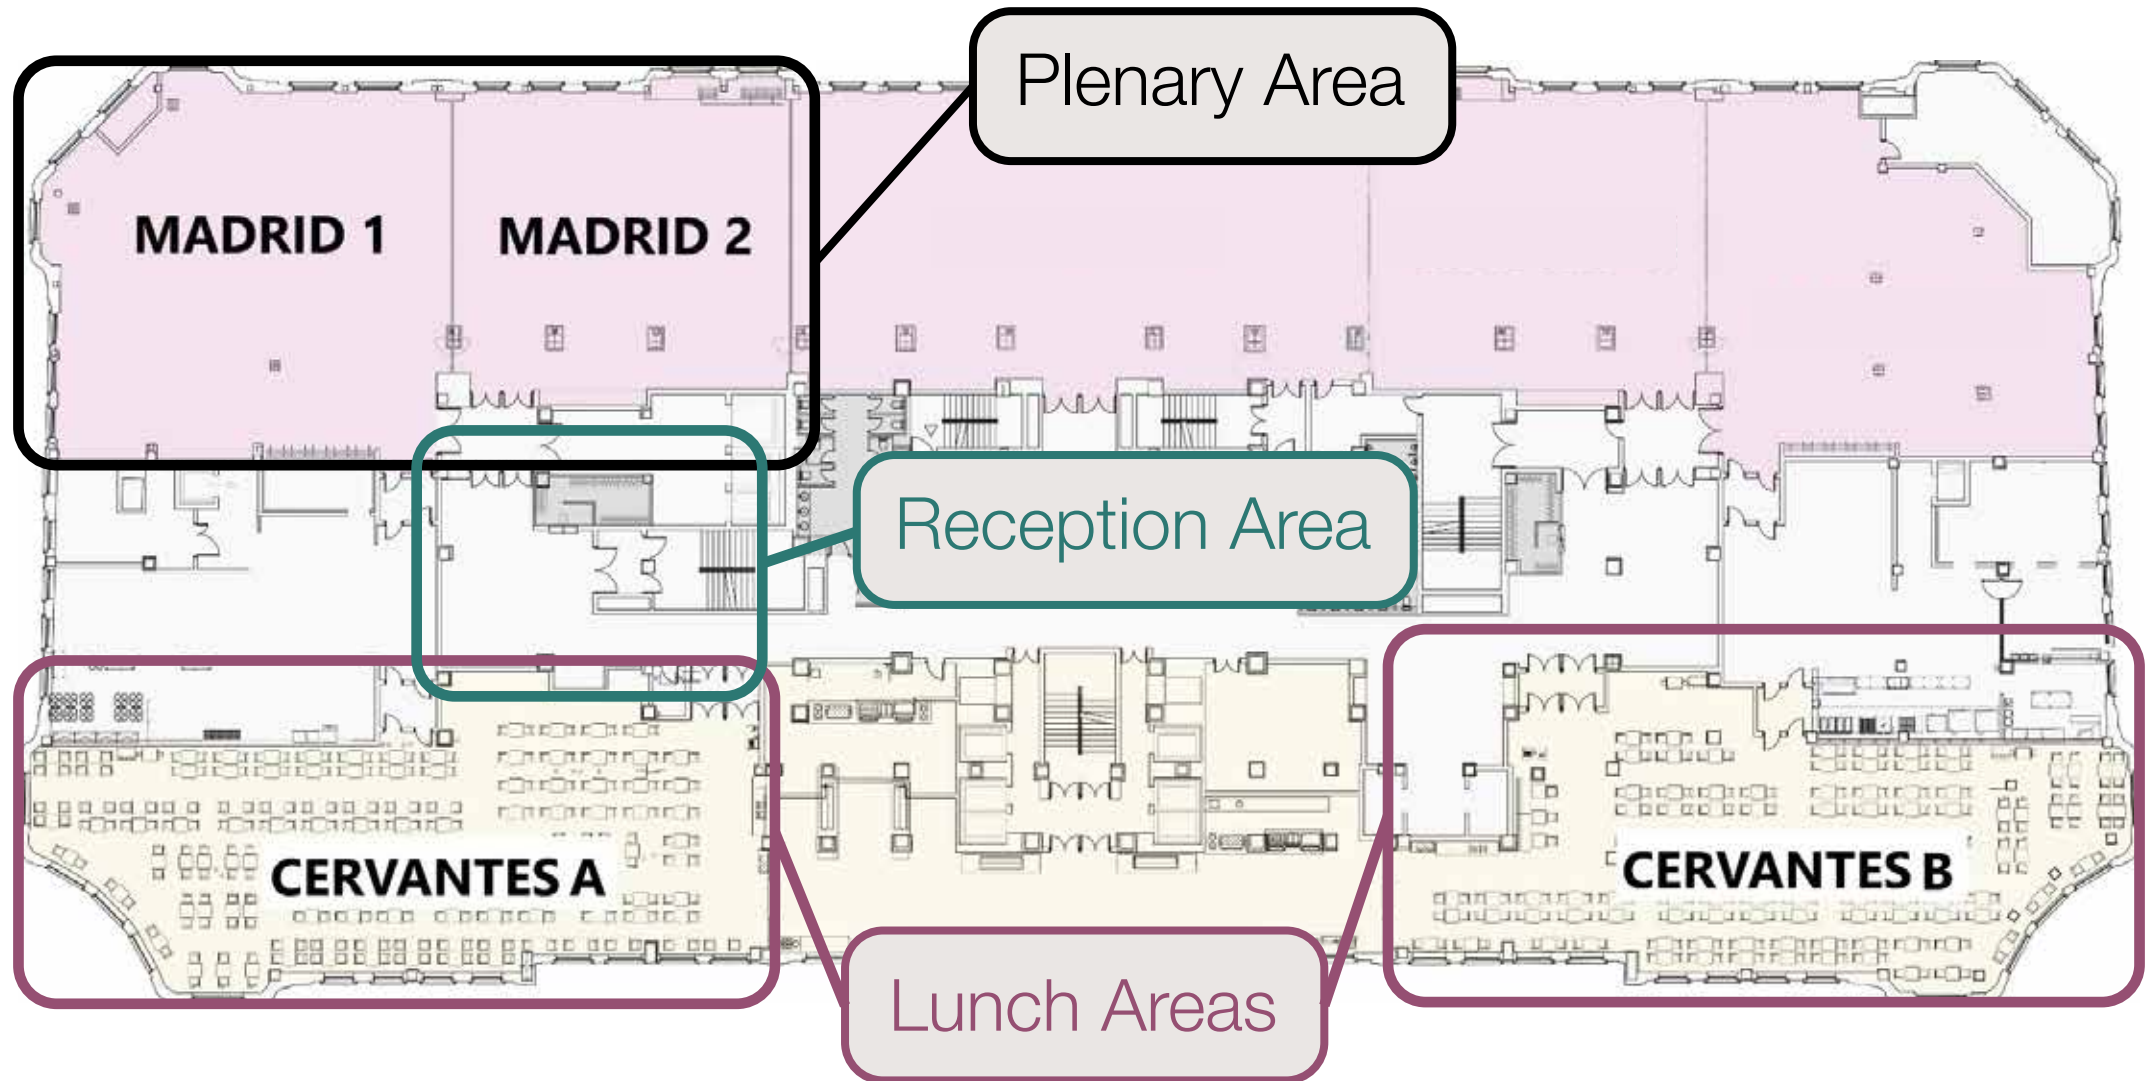 Plenary Area
MADRID 1
MADRID 2
Reception Area
CERVANTES A
CERVANTES B
Lunch Areas